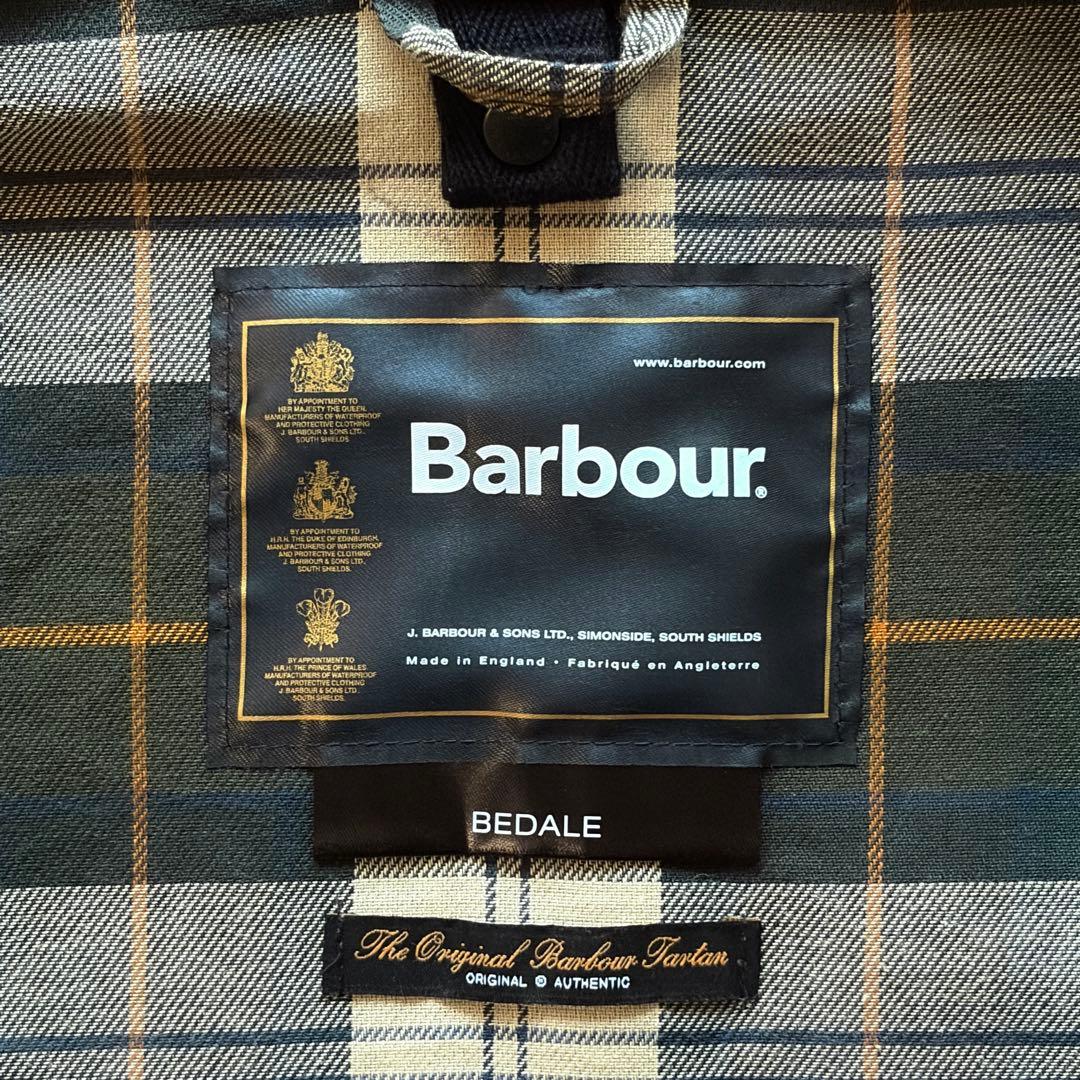 www.barbour.com
BY APPOINTMENT TO
HER MAJESTY THE QUEEN.
MANUFACTURERS OF WATERPROOF
AND PROTECTIVE CLOTHING
J. BARBOUR & SONS LTD.
SOUTH SHIELDS
Barbour®
BY APPOINTMENT TO
H.R.H. THE DUKE OF EDINBURGH.
MANUFACTURERS OF WATERPROOF
AND PROTECTIVE CLOTHING
J. BARBOUR & SONS LTD.,
SOUTH SHIELDS.
BY APPOINTMENT TO
H.R.H. THE PRINCE OF WALES.
MANUFACTURERS OF WATERPROOF
AND PROTECTIVE CLOTHING
J. BARBOUR & SONS LTD.
SOUTH SHIELDS.
J. BARBOUR & SONS LTD., SIMONSIDE, SOUTH SHIELDS
Made in England • Fabriqué en Angleterre
BEDALE
The Original Barbour Tartan
ORIGINAL ® AUTHENTIC